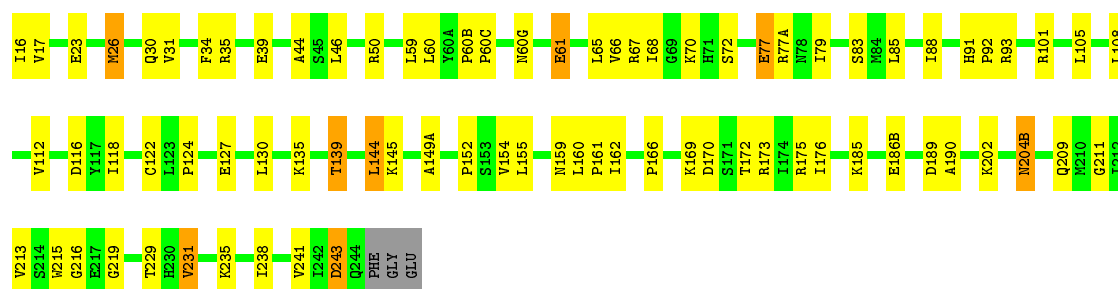 I16 V17 E23 M26 Q30 V31 F34 R35 E39 A44 S45 L46 R50 L59 L60 Y60A P60B P60C N60G E61 L65 V66 R67 I68 G69 K70 H71 S72 E77 R77A N78 I79 S83 M84 L85 I88 H91 P92 R93 R101 L105
V112 D116 Y117 I118 C122 L123 P124 E127 L130 K135 T139 L144 K145 A149A P152 S153 V154 L155 N159 L160 P161 I162 P166 K169 D170 S171 T172 R173 I174 R175 I176 K185 E186B D189 A190 K202 N204B Q209 M210 G211
V213 S214 W215 G216 E217 G219 T229 H230 V231 K235 I238 V241 I242 D243 Q244 PHE GLY GLU